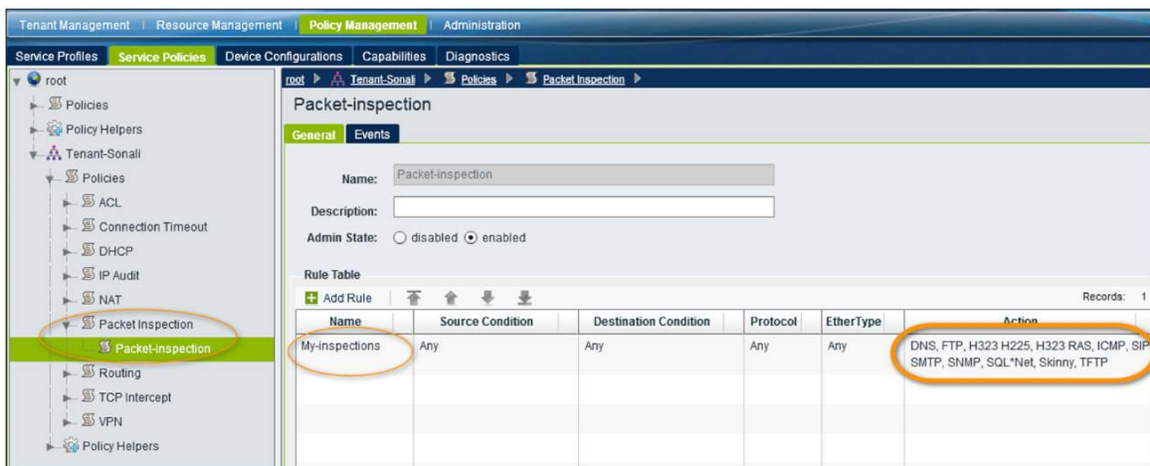 Tenant Management | Resource Management | Policy Management | Administration
Service Profiles Service Policies Device Configurations Capabilities Diagnostics
root
Policies
Policy Helpers
Tenant-Sonali
Policies
ACL
Connection Timeout
DHCP
IP Audit
NAT
Packet Inspection
Packet-inspection
Routing
TCP Intercept
VPN
Policy Helpers
root Tenant-Sonali Policies Packet Inspection
Packet-inspection
General Events
Name: Packet-inspection
Description:
Admin State: disabled enabled
Rule Table
Add Rule Records: 1
Name Source Condition Destination Condition Protocol EtherType Action
My-inspections Any Any Any Any DNS, FTP, H323 H225, H323 RAS, ICMP, SIP
SMTP, SNMP, SQL*Net, Skinny, TFTP